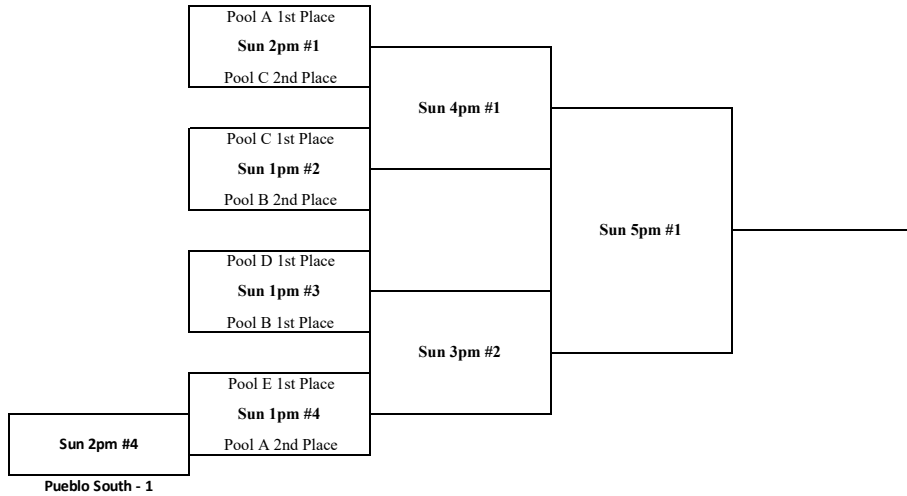 Pool A 1st Place
Sun 2pm #1
Pool C 2nd Place
Sun 4pm #1
Pool C 1st Place
Sun 1pm #2
Pool B 2nd Place
Sun 5pm #1
Pool D 1st Place
Sun 1pm #3
Pool B 1st Place
Sun 3pm #2
Pool E 1st Place
Sun 1pm #4
Pool A 2nd Place
Sun 2pm #4
Pueblo South - 1